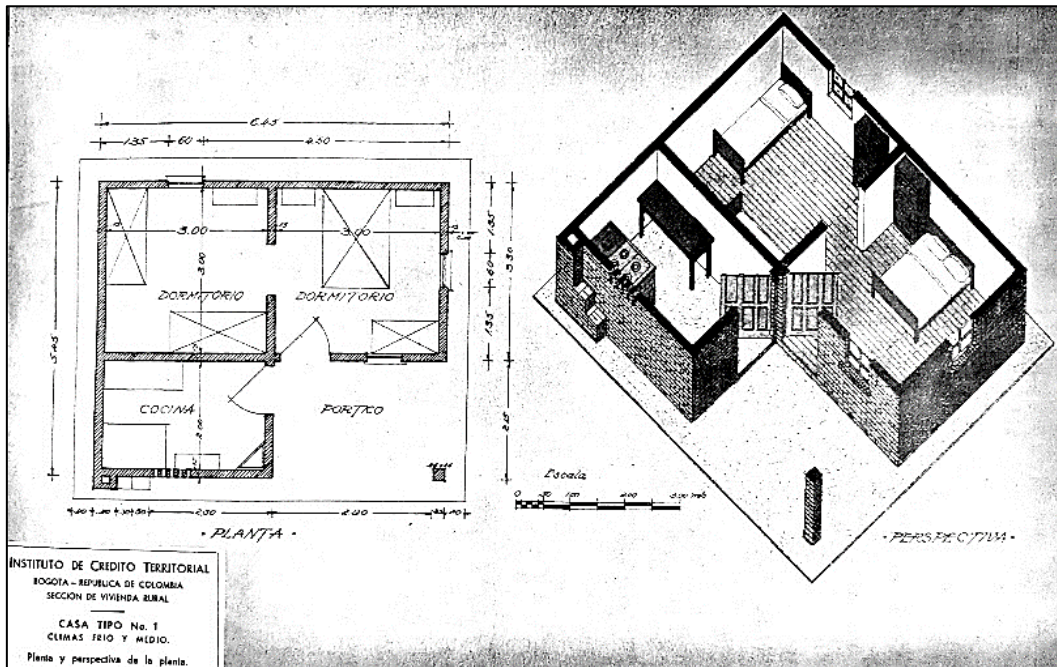 6.45
1.35 60 4.50
3.00 15 3.00
3.00
DORMITORIO DORMITORIO
1.35 60 1.35
3.30
5.45
COCINA PORTICO
2.00
2.15
- PLANTA -
Escala
- PERSPECTIVA -
INSTITUTO DE CREDITO TERRITORIAL
BOGOTA - REPUBLICA DE COLOMBIA
SECCION DE VIVIENDA RURAL
CASA TIPO No. 1
CLIMAS FRIO Y MEDIO.
Planta y perspectiva de la planta.